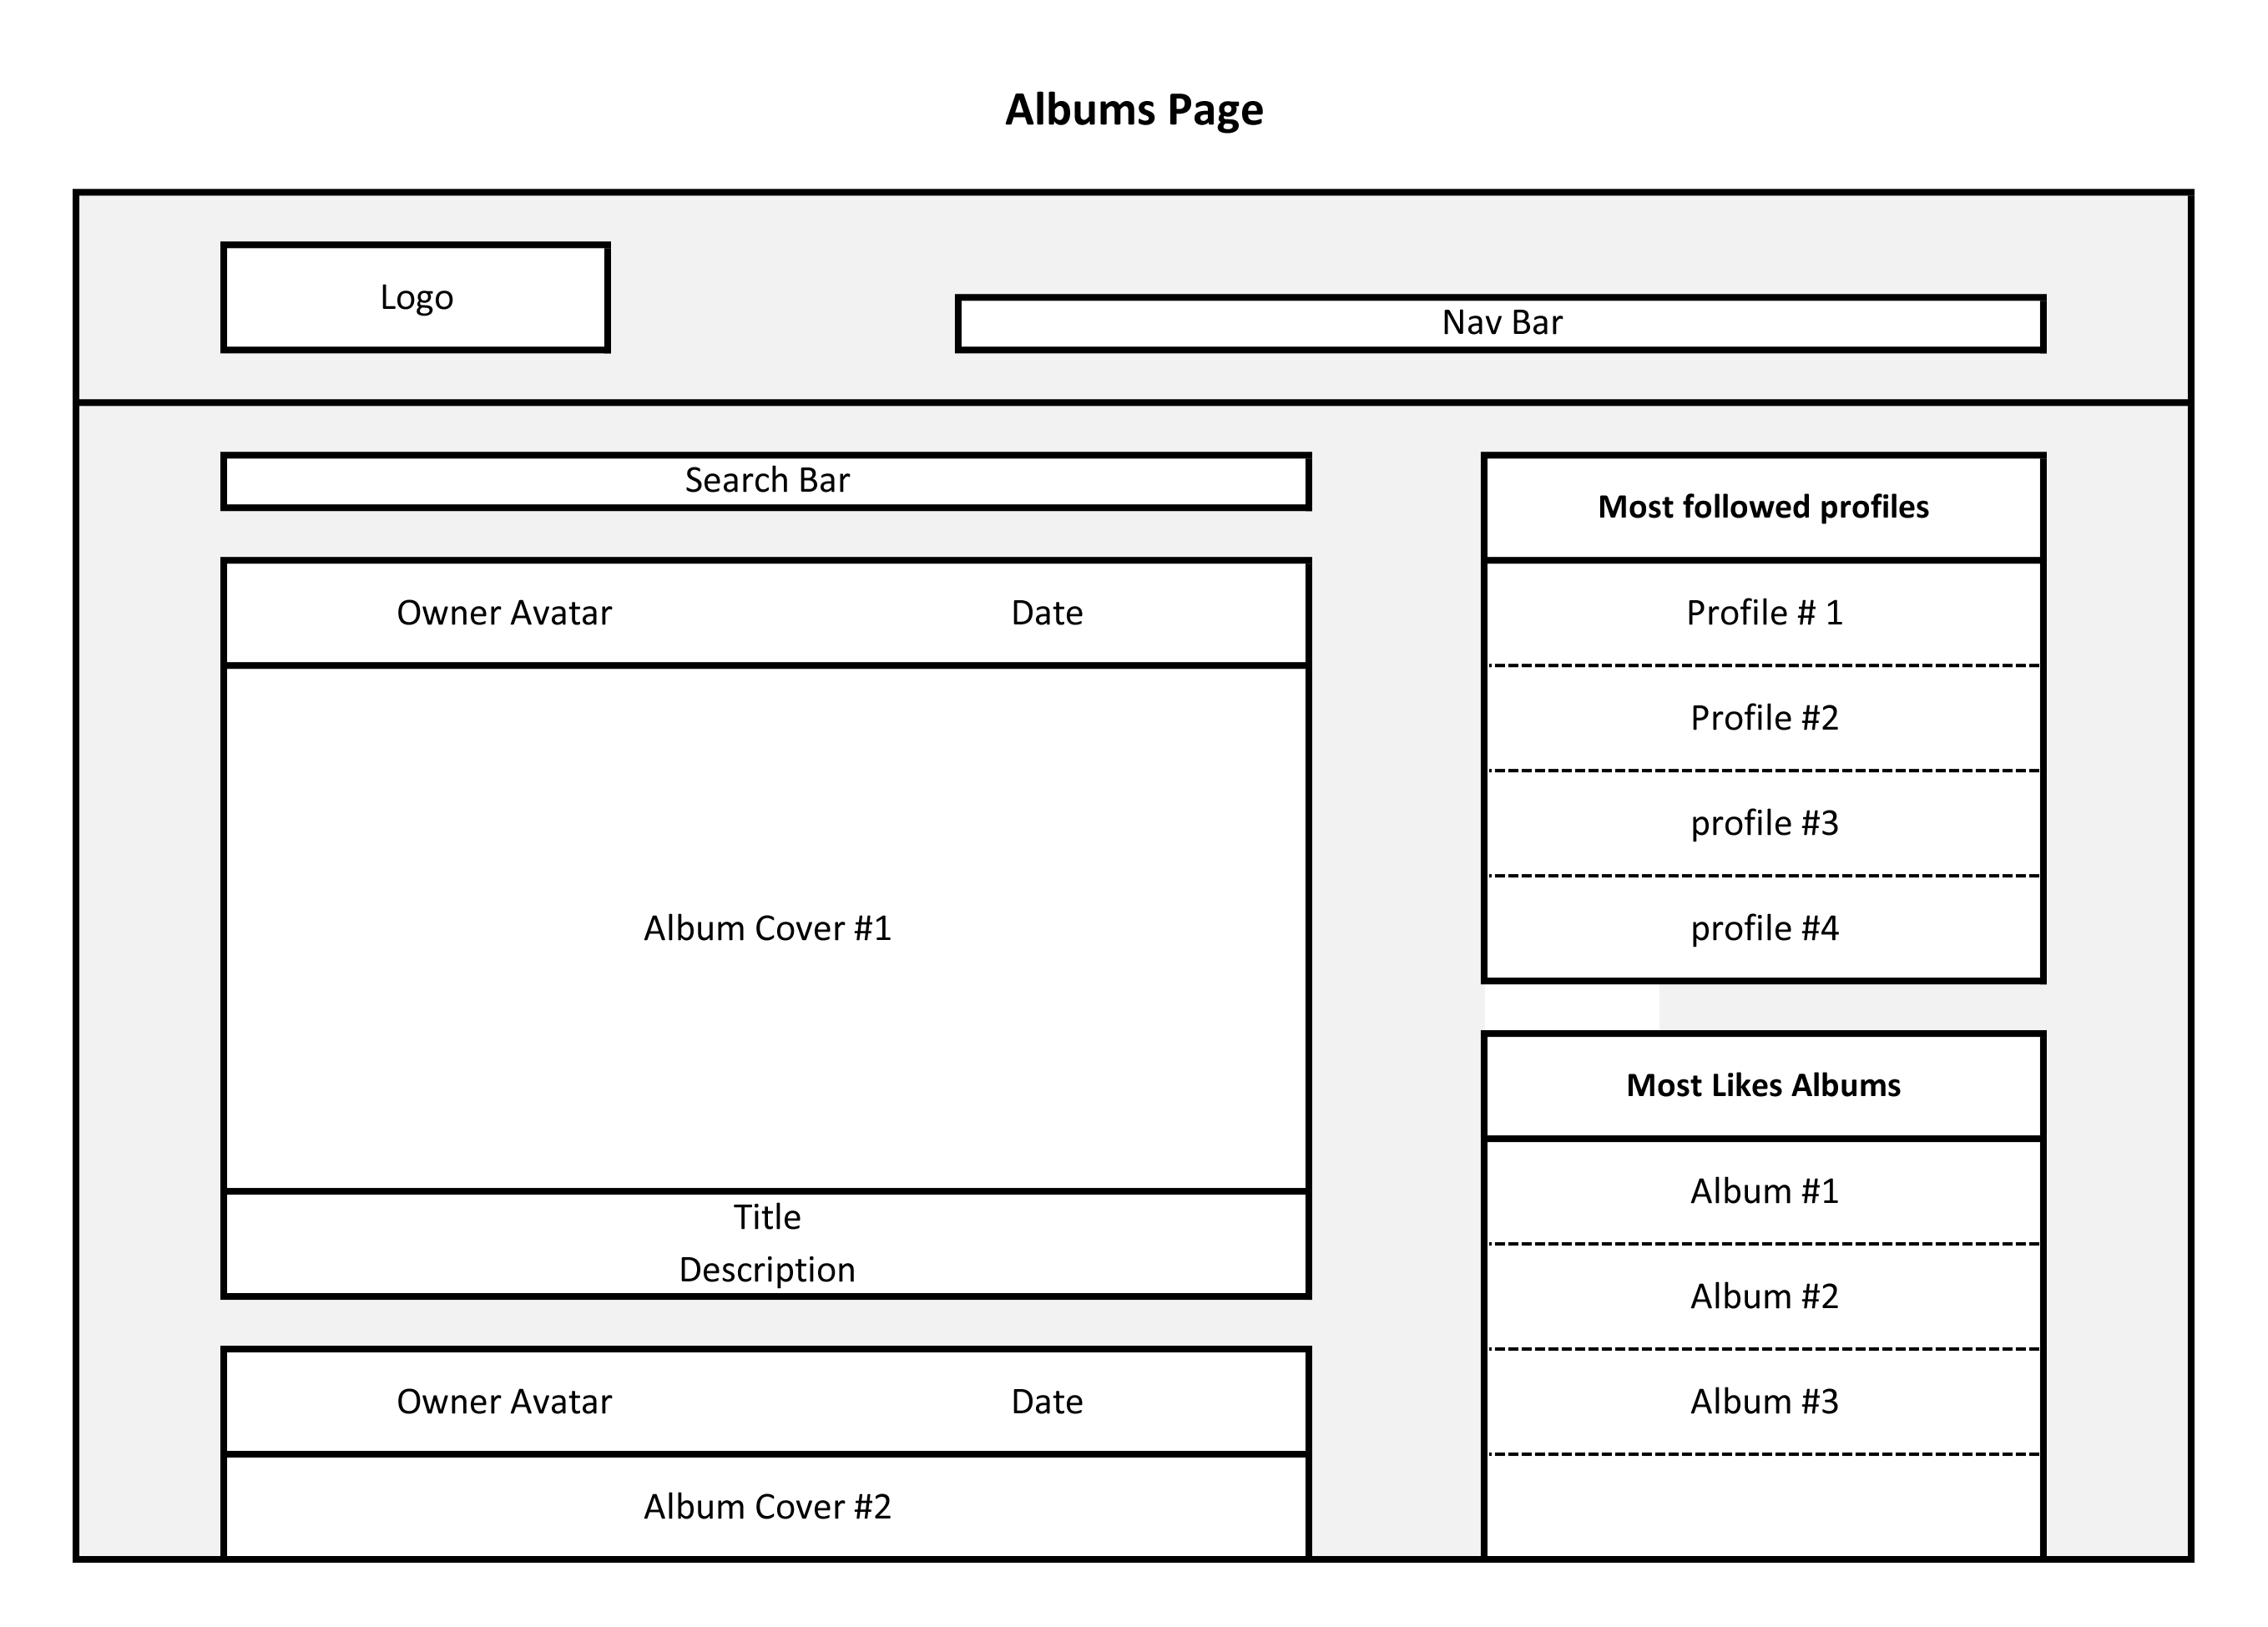 Albums Page
Logo
Nav Bar
Search Bar
Owner Avatar Date
Album Cover #1
Title
Description
Owner Avatar Date
Album Cover #2
Most followed profiles
Profile # 1
Profile #2
profile #3
profile #4
Most Likes Albums
Album #1
Album #2
Album #3